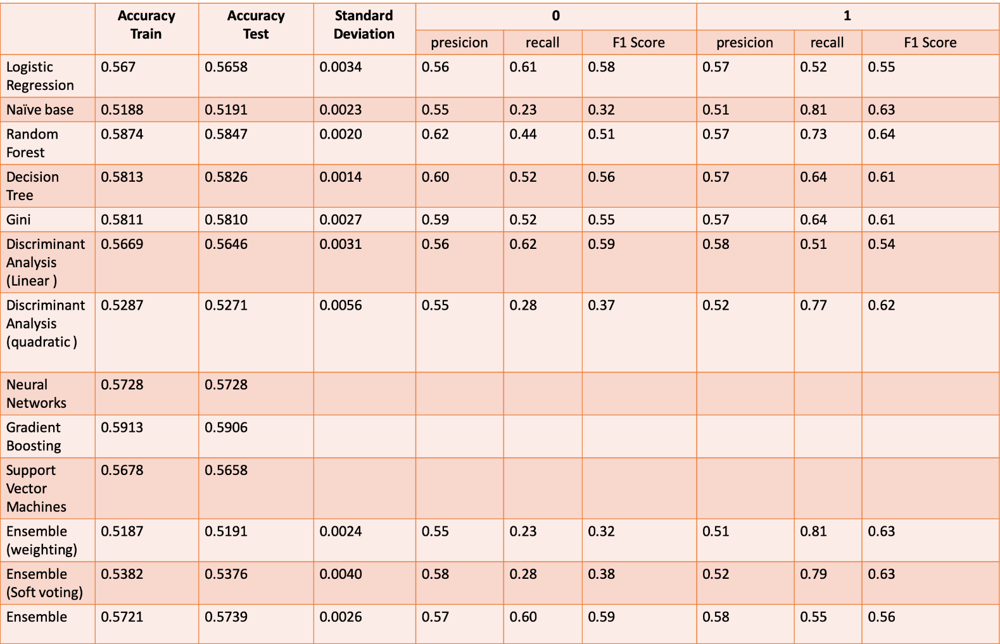 Accuracy Train Accuracy Test Standard Deviation 0 1
presicion recall F1 Score presicion recall F1 Score
Logistic Regression 0.567 0.5658 0.0034 0.56 0.61 0.58 0.57 0.52 0.55
Naïve base 0.5188 0.5191 0.0023 0.55 0.23 0.32 0.51 0.81 0.63
Random Forest 0.5874 0.5847 0.0020 0.62 0.44 0.51 0.57 0.73 0.64
Decision Tree 0.5813 0.5826 0.0014 0.60 0.52 0.56 0.57 0.64 0.61
Gini 0.5811 0.5810 0.0027 0.59 0.52 0.55 0.57 0.64 0.61
Discriminant Analysis (Linear ) 0.5669 0.5646 0.0031 0.56 0.62 0.59 0.58 0.51 0.54
Discriminant Analysis (quadratic ) 0.5287 0.5271 0.0056 0.55 0.28 0.37 0.52 0.77 0.62
Neural Networks 0.5728 0.5728
Gradient Boosting 0.5913 0.5906
Support Vector Machines 0.5678 0.5658
Ensemble (weighting) 0.5187 0.5191 0.0024 0.55 0.23 0.32 0.51 0.81 0.63
Ensemble (Soft voting) 0.5382 0.5376 0.0040 0.58 0.28 0.38 0.52 0.79 0.63
Ensemble 0.5721 0.5739 0.0026 0.57 0.60 0.59 0.58 0.55 0.56